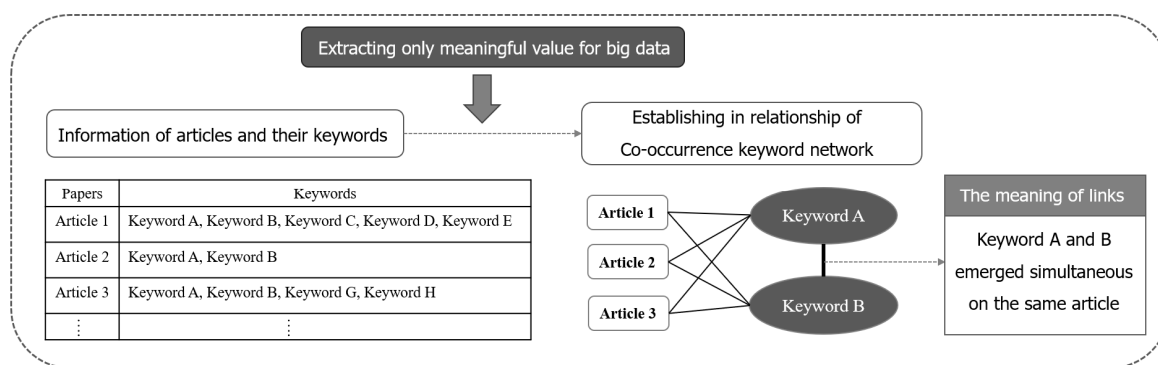 Extracting only meaningful value for big data
Information of articles and their keywords
Establishing in relationship of
Co-occurrence keyword network
Papers Keywords
Article 1 Keyword A, Keyword B, Keyword C, Keyword D, Keyword E
Article 2 Keyword A, Keyword B
Article 3 Keyword A, Keyword B, Keyword G, Keyword H
⋮ ⋮
Article 1
Article 2
Article 3
Keyword A
Keyword B
The meaning of links
Keyword A and B
emerged simultaneous
on the same article